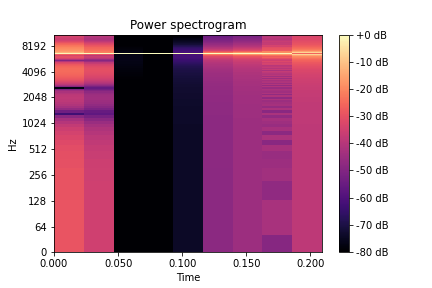 Power spectrogram
8192
4096
2048
1024
512
256
128
64
0
Hz
0.000 0.050 0.100 0.150 0.200
Time
+0 dB
-10 dB
-20 dB
-30 dB
-40 dB
-50 dB
-60 dB
-70 dB
-80 dB